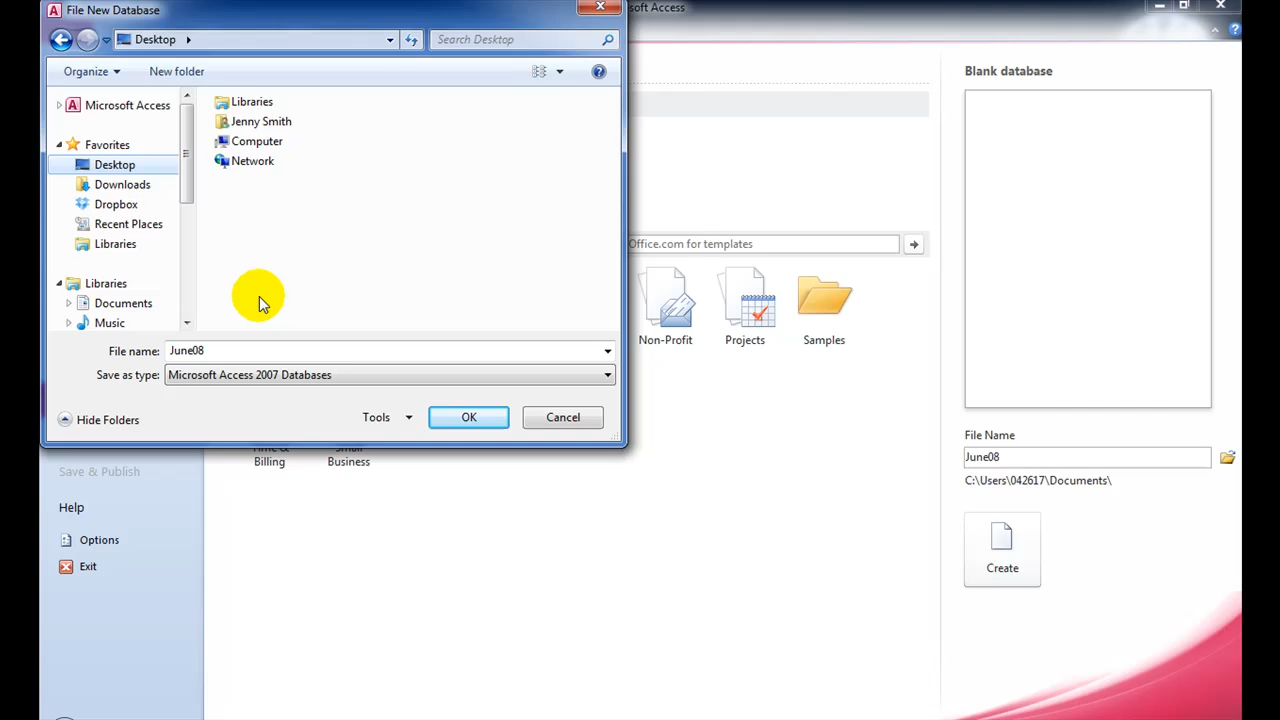 File New Database
soft Access
Desktop
Search Desktop
Organize
New folder
Microsoft Access
Favorites
Desktop
Downloads
Dropbox
Recent Places
Libraries
Libraries
Documents
Music
Libraries
Jenny Smith
Computer
Network
File name:
June08
Save as type:
Microsoft Access 2007 Databases
Hide Folders
Tools
OK
Cancel
Office.com for templates
Non-Profit
Projects
Samples
Time &
Billing
Small
Business
Save & Publish
Help
Options
Exit
Blank database
File Name
June08
C:\Users\042617\Documents\
Create